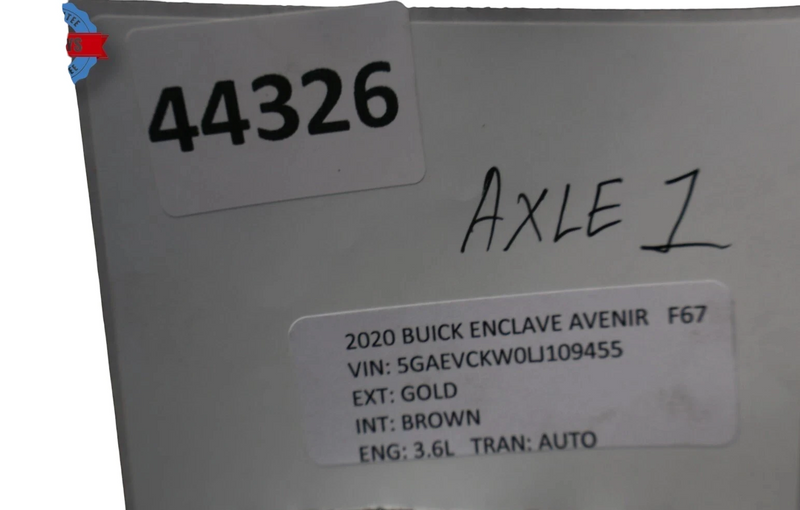 44326
AXLE 1
2020 BUICK ENCLAVE AVENIR F67
VIN: 5GAEVCKW0LJ109455
EXT: GOLD
INT: BROWN
ENG: 3.6L TRAN: AUTO